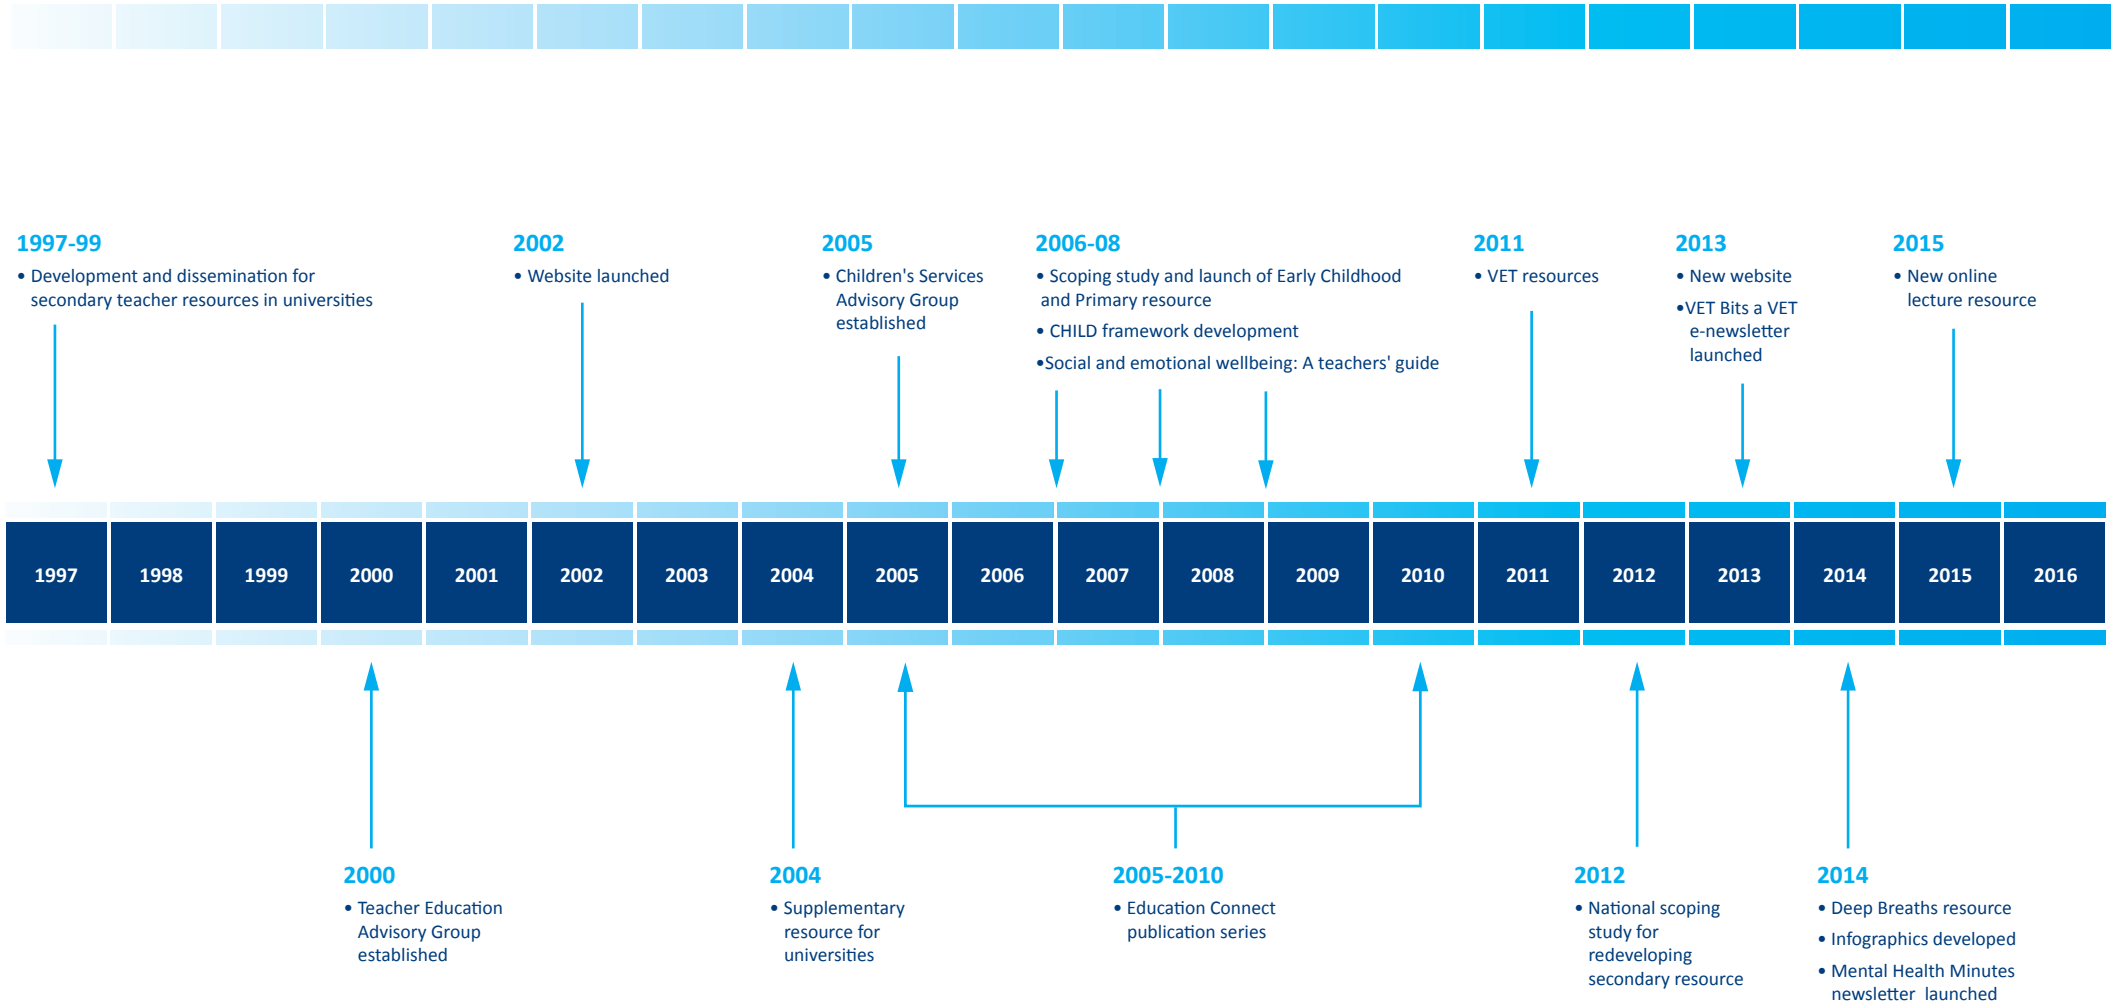 1997-99
• Development and dissemination for
secondary teacher resources in universities
2002
• Website launched
2005
• Children's Services
Advisory Group
established
2006-08
• Scoping study and launch of Early Childhood
and Primary resource
• CHILD framework development
•Social and emotional wellbeing: A teachers' guide
2011
• VET resources
2013
• New website
•VET Bits a VET
e-newsletter
launched
2015
• New online
lecture resource
1997 1998 1999 2000 2001 2002 2003 2004 2005 2006 2007 2008 2009 2010 2011 2012 2013 2014 2015 2016
2000
• Teacher Education
Advisory Group
established
2004
• Supplementary
resource for
universities
2005-2010
• Education Connect
publication series
2012
• National scoping
study for
redeveloping
secondary resource
2014
• Deep Breaths resource
• Infographics developed
• Mental Health Minutes
newsletter launched